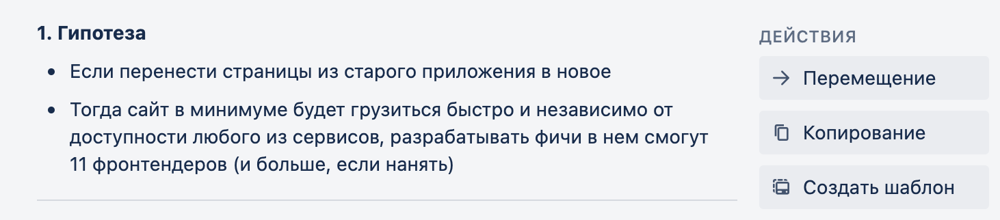 1. Гипотеза
• Если перенести страницы из старого приложения в новое
• Тогда сайт в минимуме будет грузиться быстро и независимо от
доступности любого из сервисов, разрабатывать фичи в нем смогут
11 фронтендеров (и больше, если нанять)
ДЕЙСТВИЯ
Перемещение
Копирование
Создать шаблон